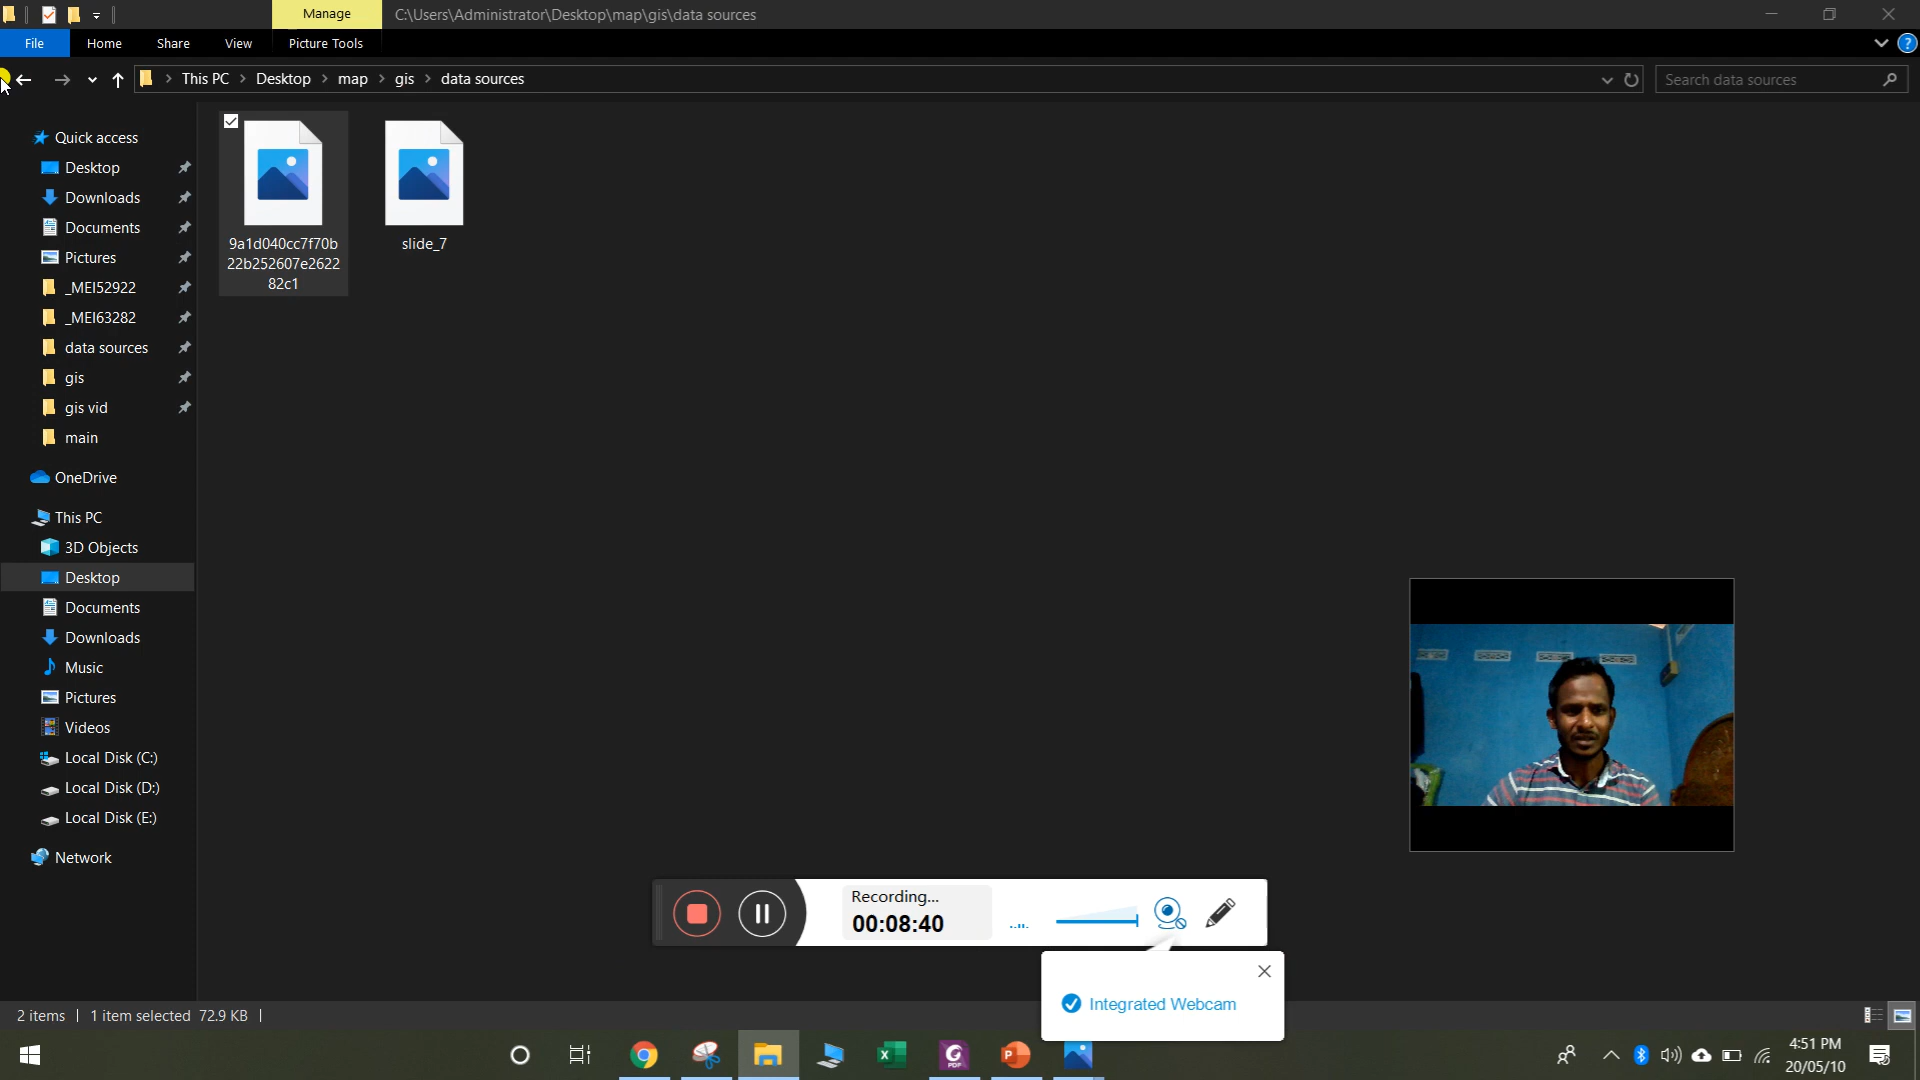 Manage
C:\Users\Administrator\Desktop\map\gis\data sources
File
Home
Share
View
Picture Tools
This PC
Desktop
map
gis
data sources
Search data sources
Quick access
Desktop
Downloads
Documents
Pictures
_MEI52922
_MEI63282
data sources
gis
gis vid
main
OneDrive
This PC
3D Objects
Desktop
Documents
Downloads
Music
Pictures
Videos
Local Disk (C:)
Local Disk (D:)
Local Disk (E:)
Network
9a1d040cc7f70b
22b252607e2622
82c1
slide_7
Recording...
00:08:40
Integrated Webcam
2 items
1 item selected 72.9 KB
PDF
4:51 PM
20/05/10